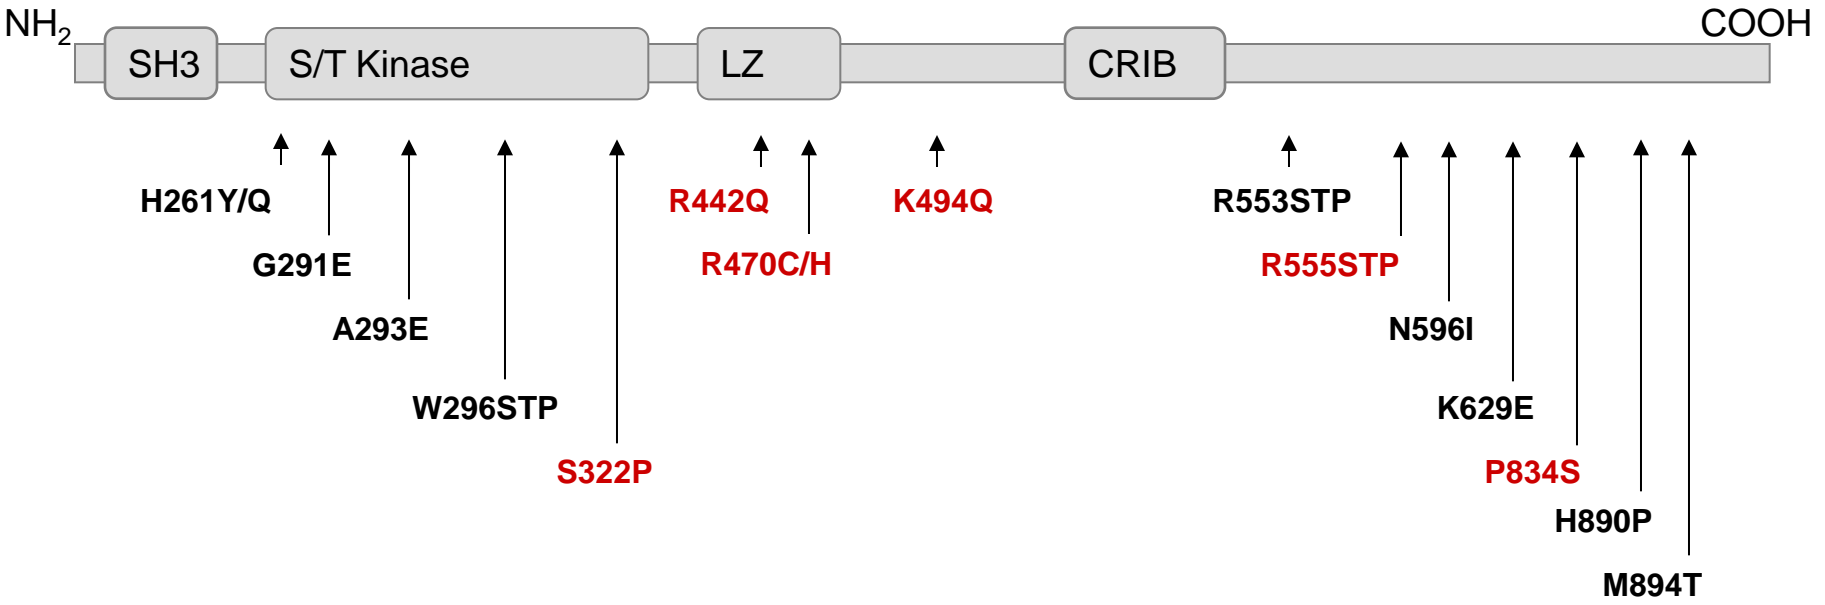 NH2
COOH
SH3
S/T Kinase
LZ
CRIB
H261Y/Q
R442Q
K494Q
R553STP
G291E
R470C/H
R555STP
A293E
N596I
W296STP
K629E
S322P
P834S
H890P
M894T